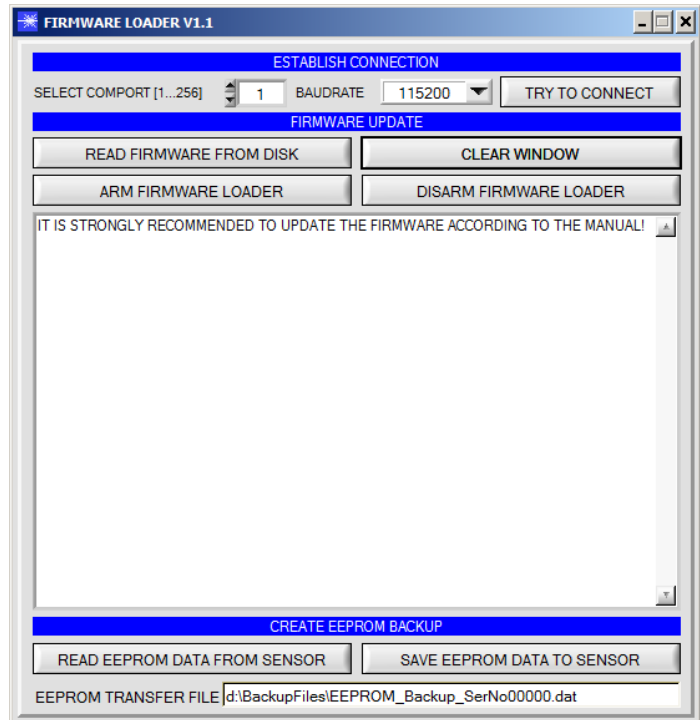 FIRMWARE LOADER V1.1
ESTABLISH CONNECTION
SELECT COMPORT [1...256] 1 BAUDRATE 115200 TRY TO CONNECT
FIRMWARE UPDATE
READ FIRMWARE FROM DISK CLEAR WINDOW
ARM FIRMWARE LOADER DISARM FIRMWARE LOADER
IT IS STRONGLY RECOMMENDED TO UPDATE THE FIRMWARE ACCORDING TO THE MANUAL!
CREATE EEPROM BACKUP
READ EEPROM DATA FROM SENSOR SAVE EEPROM DATA TO SENSOR
EEPROM TRANSFER FILE d:\BackupFiles\EEPROM_Backup_SerNo00000.dat